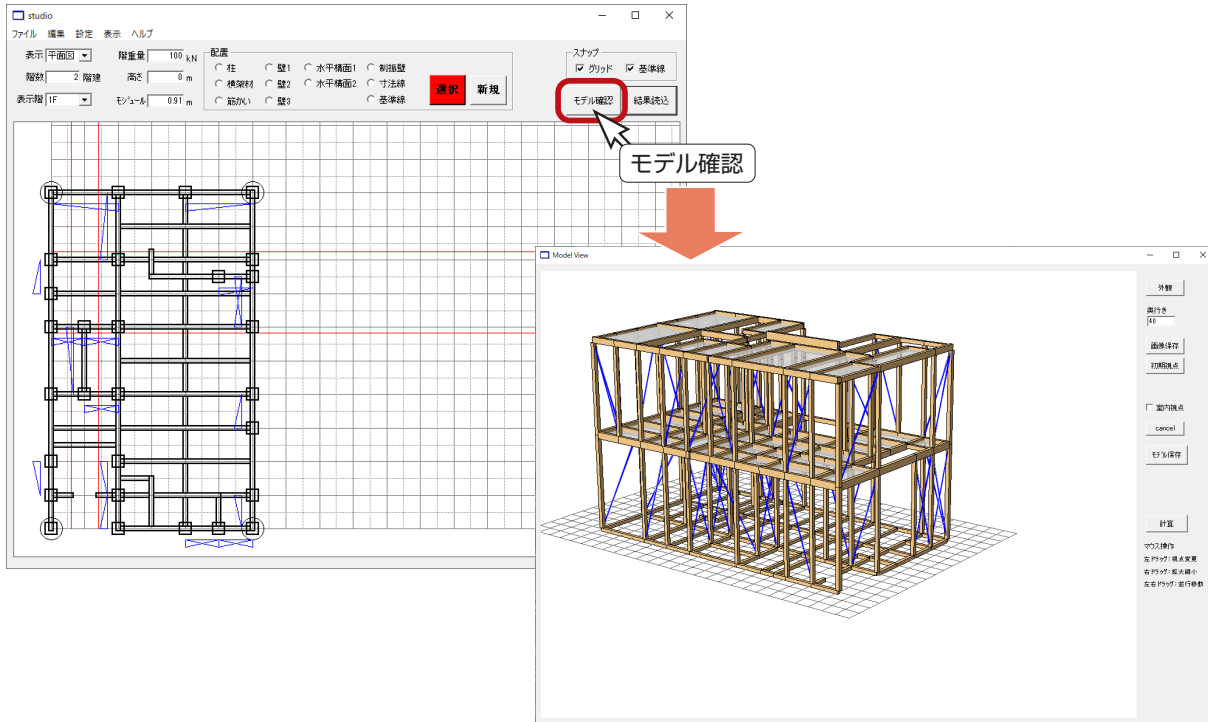 studio
ファイル 編集 設定 表示 ヘルプ
表示 平面図 階重量 100 kN 配置 スナップ
柱 壁1 水平構面1 制振壁 グリッド 基準線
階数 2 階建 高さ 0 m 横架材 壁2 水平構面2 寸法線 選択 新規
表示階 1F モジュール 0.91 m 筋かい 壁3 基準線 モデル確認 結果読込
モデル確認
Model View
外観
奥行き
40
画像保存
初期視点
室内視点
cancel
モデル保存
計算
マウス操作
左ドラッグ：視点変更
右ドラッグ：拡大縮小
左右ドラッグ：並行移動